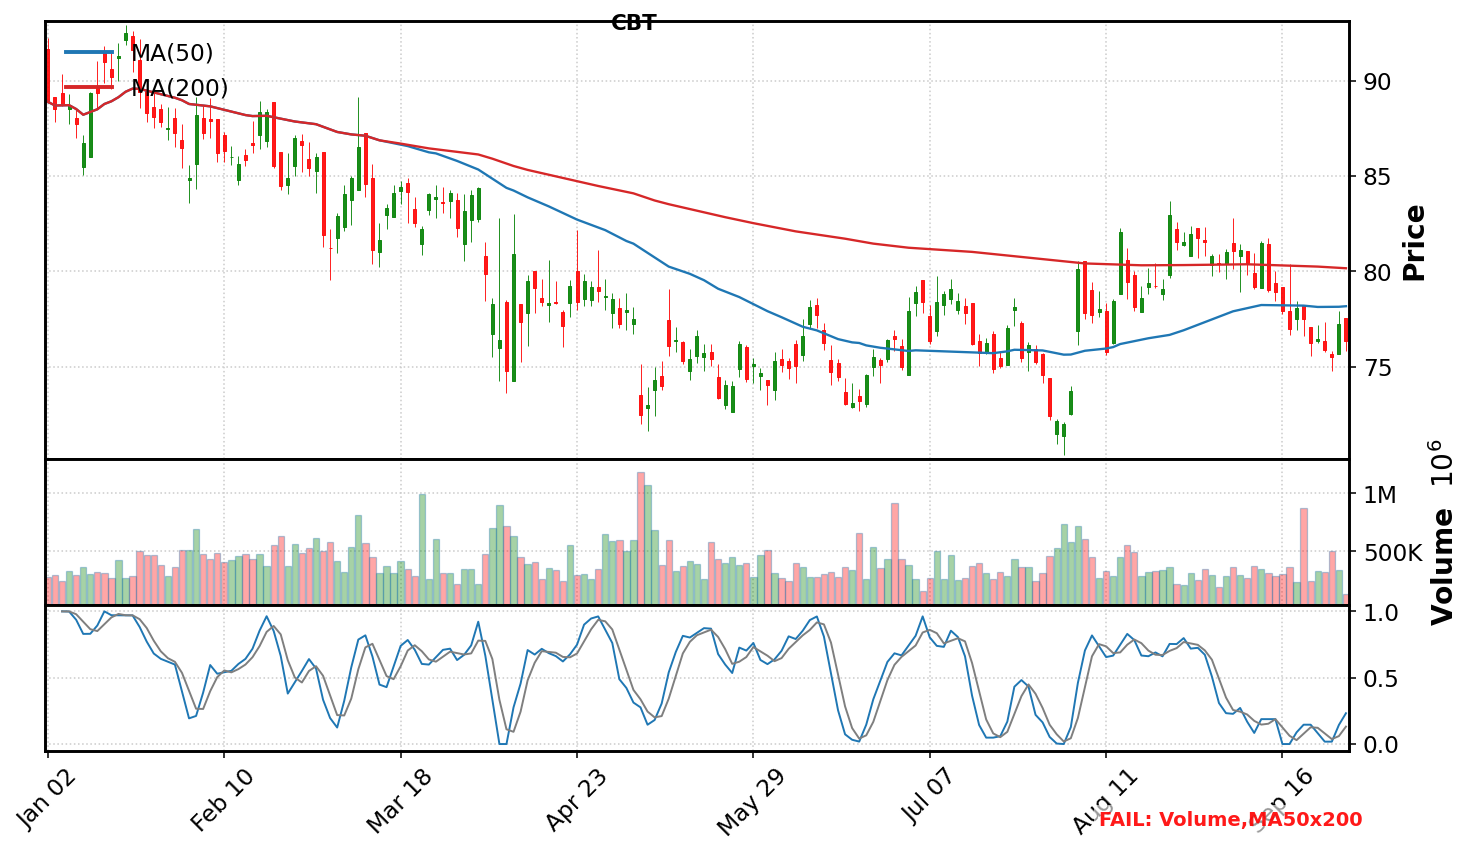 CBT
MA(50)
MA(200)
90
85
80
75
Price
1M
500K
Volume 10⁶
1.0
0.5
0.0
Jan 02
Feb 10
Mar 18
Apr 23
May 29
Jul 07
Aug 11
Sep 16
FAIL: Volume,MA50x200